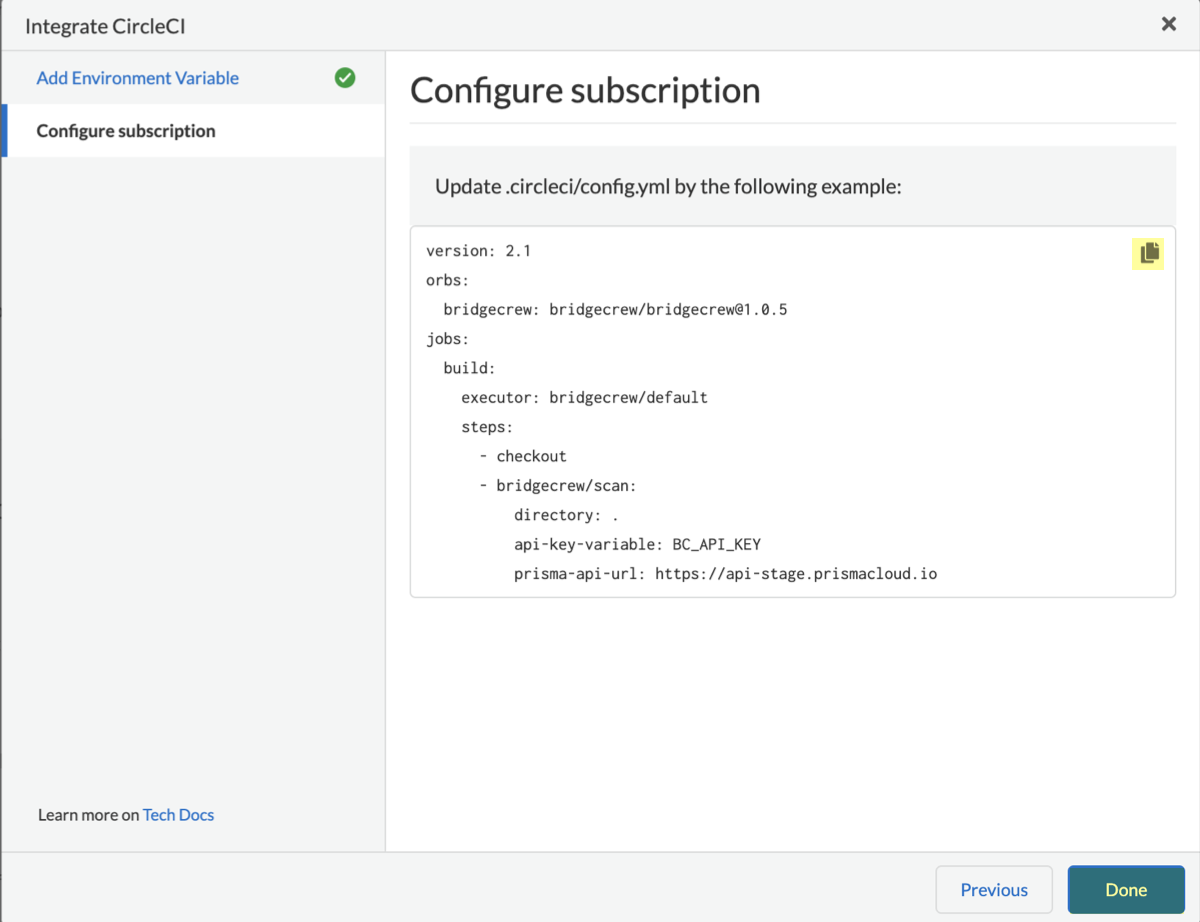 Integrate CircleCI
Add Environment Variable
Configure subscription
Learn more on Tech Docs
Configure subscription
Update .circleci/config.yml by the following example:
version: 2.1
orbs:
  bridgecrew: bridgecrew/bridgecrew@1.0.5
jobs:
  build:
    executor: bridgecrew/default
    steps:
      - checkout
      - bridgecrew/scan:
          directory: .
          api-key-variable: BC_API_KEY
          prisma-api-url: https://api-stage.prismacloud.io
Previous
Done